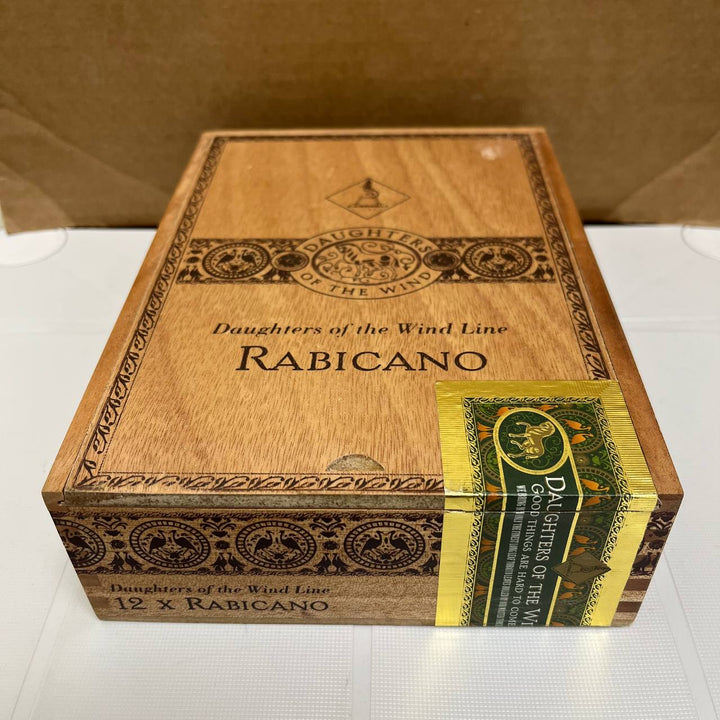 DAUGHTERS
OF THE WIND
Daughters of the Wind Line
RABICANO
Daughters of the Wind Line
12 x RABICANO
DAUGHTERS OF THE WI
GOOD THINGS ARE HARD TO COME